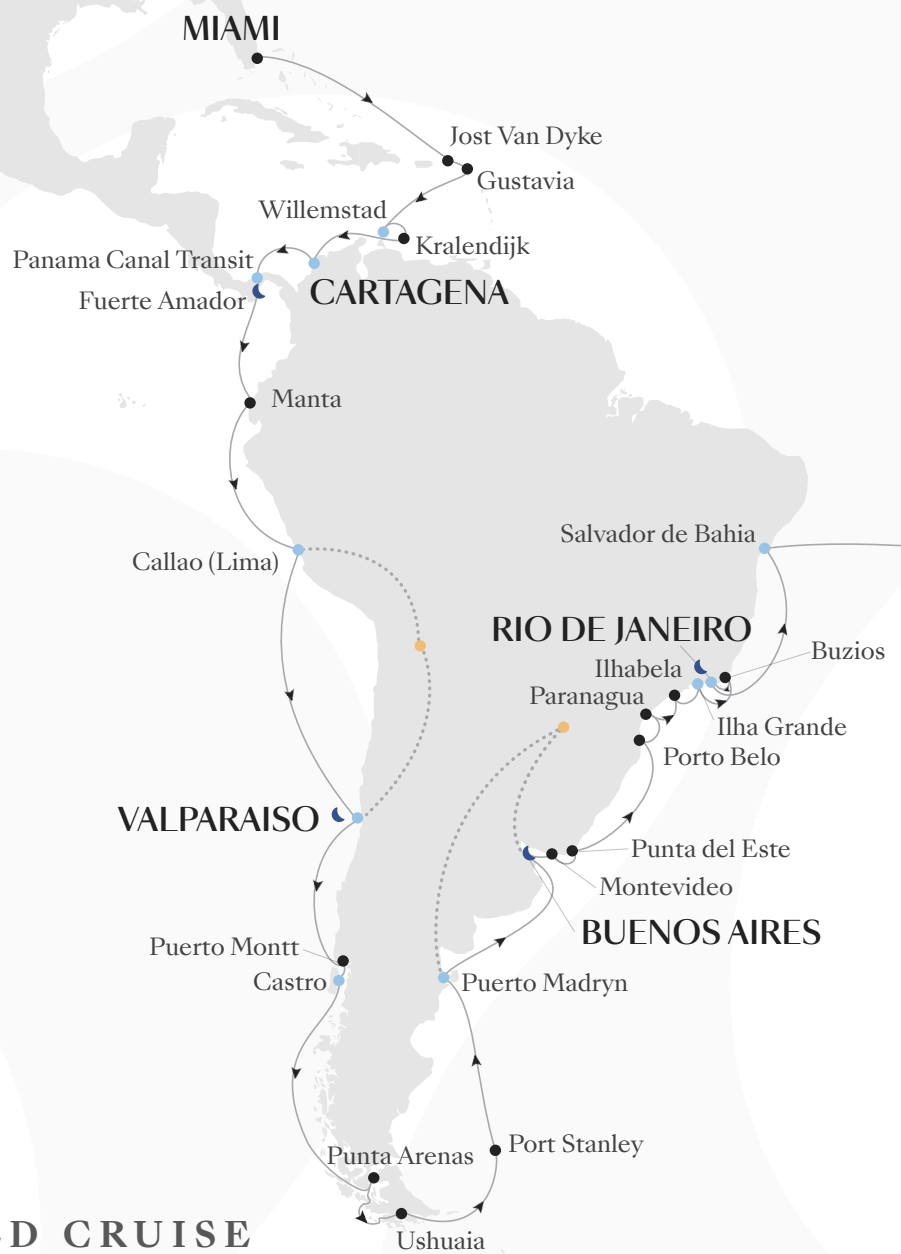 MIAMI
Jost Van Dyke
Gustavia
Willemstad
Kralendijk
Panama Canal Transit
CARTAGENA
Fuerte Amador
Manta
Salvador de Bahia
Callao (Lima)
RIO DE JANEIRO
Buzios
Ilhabela
Paranagua
Ilha Grande
Porto Belo
VALPARAISO
Punta del Este
Montevideo
BUENOS AIRES
Puerto Montt
Castro
Puerto Madryn
Port Stanley
Punta Arenas
D CRUISE
Ushuaia